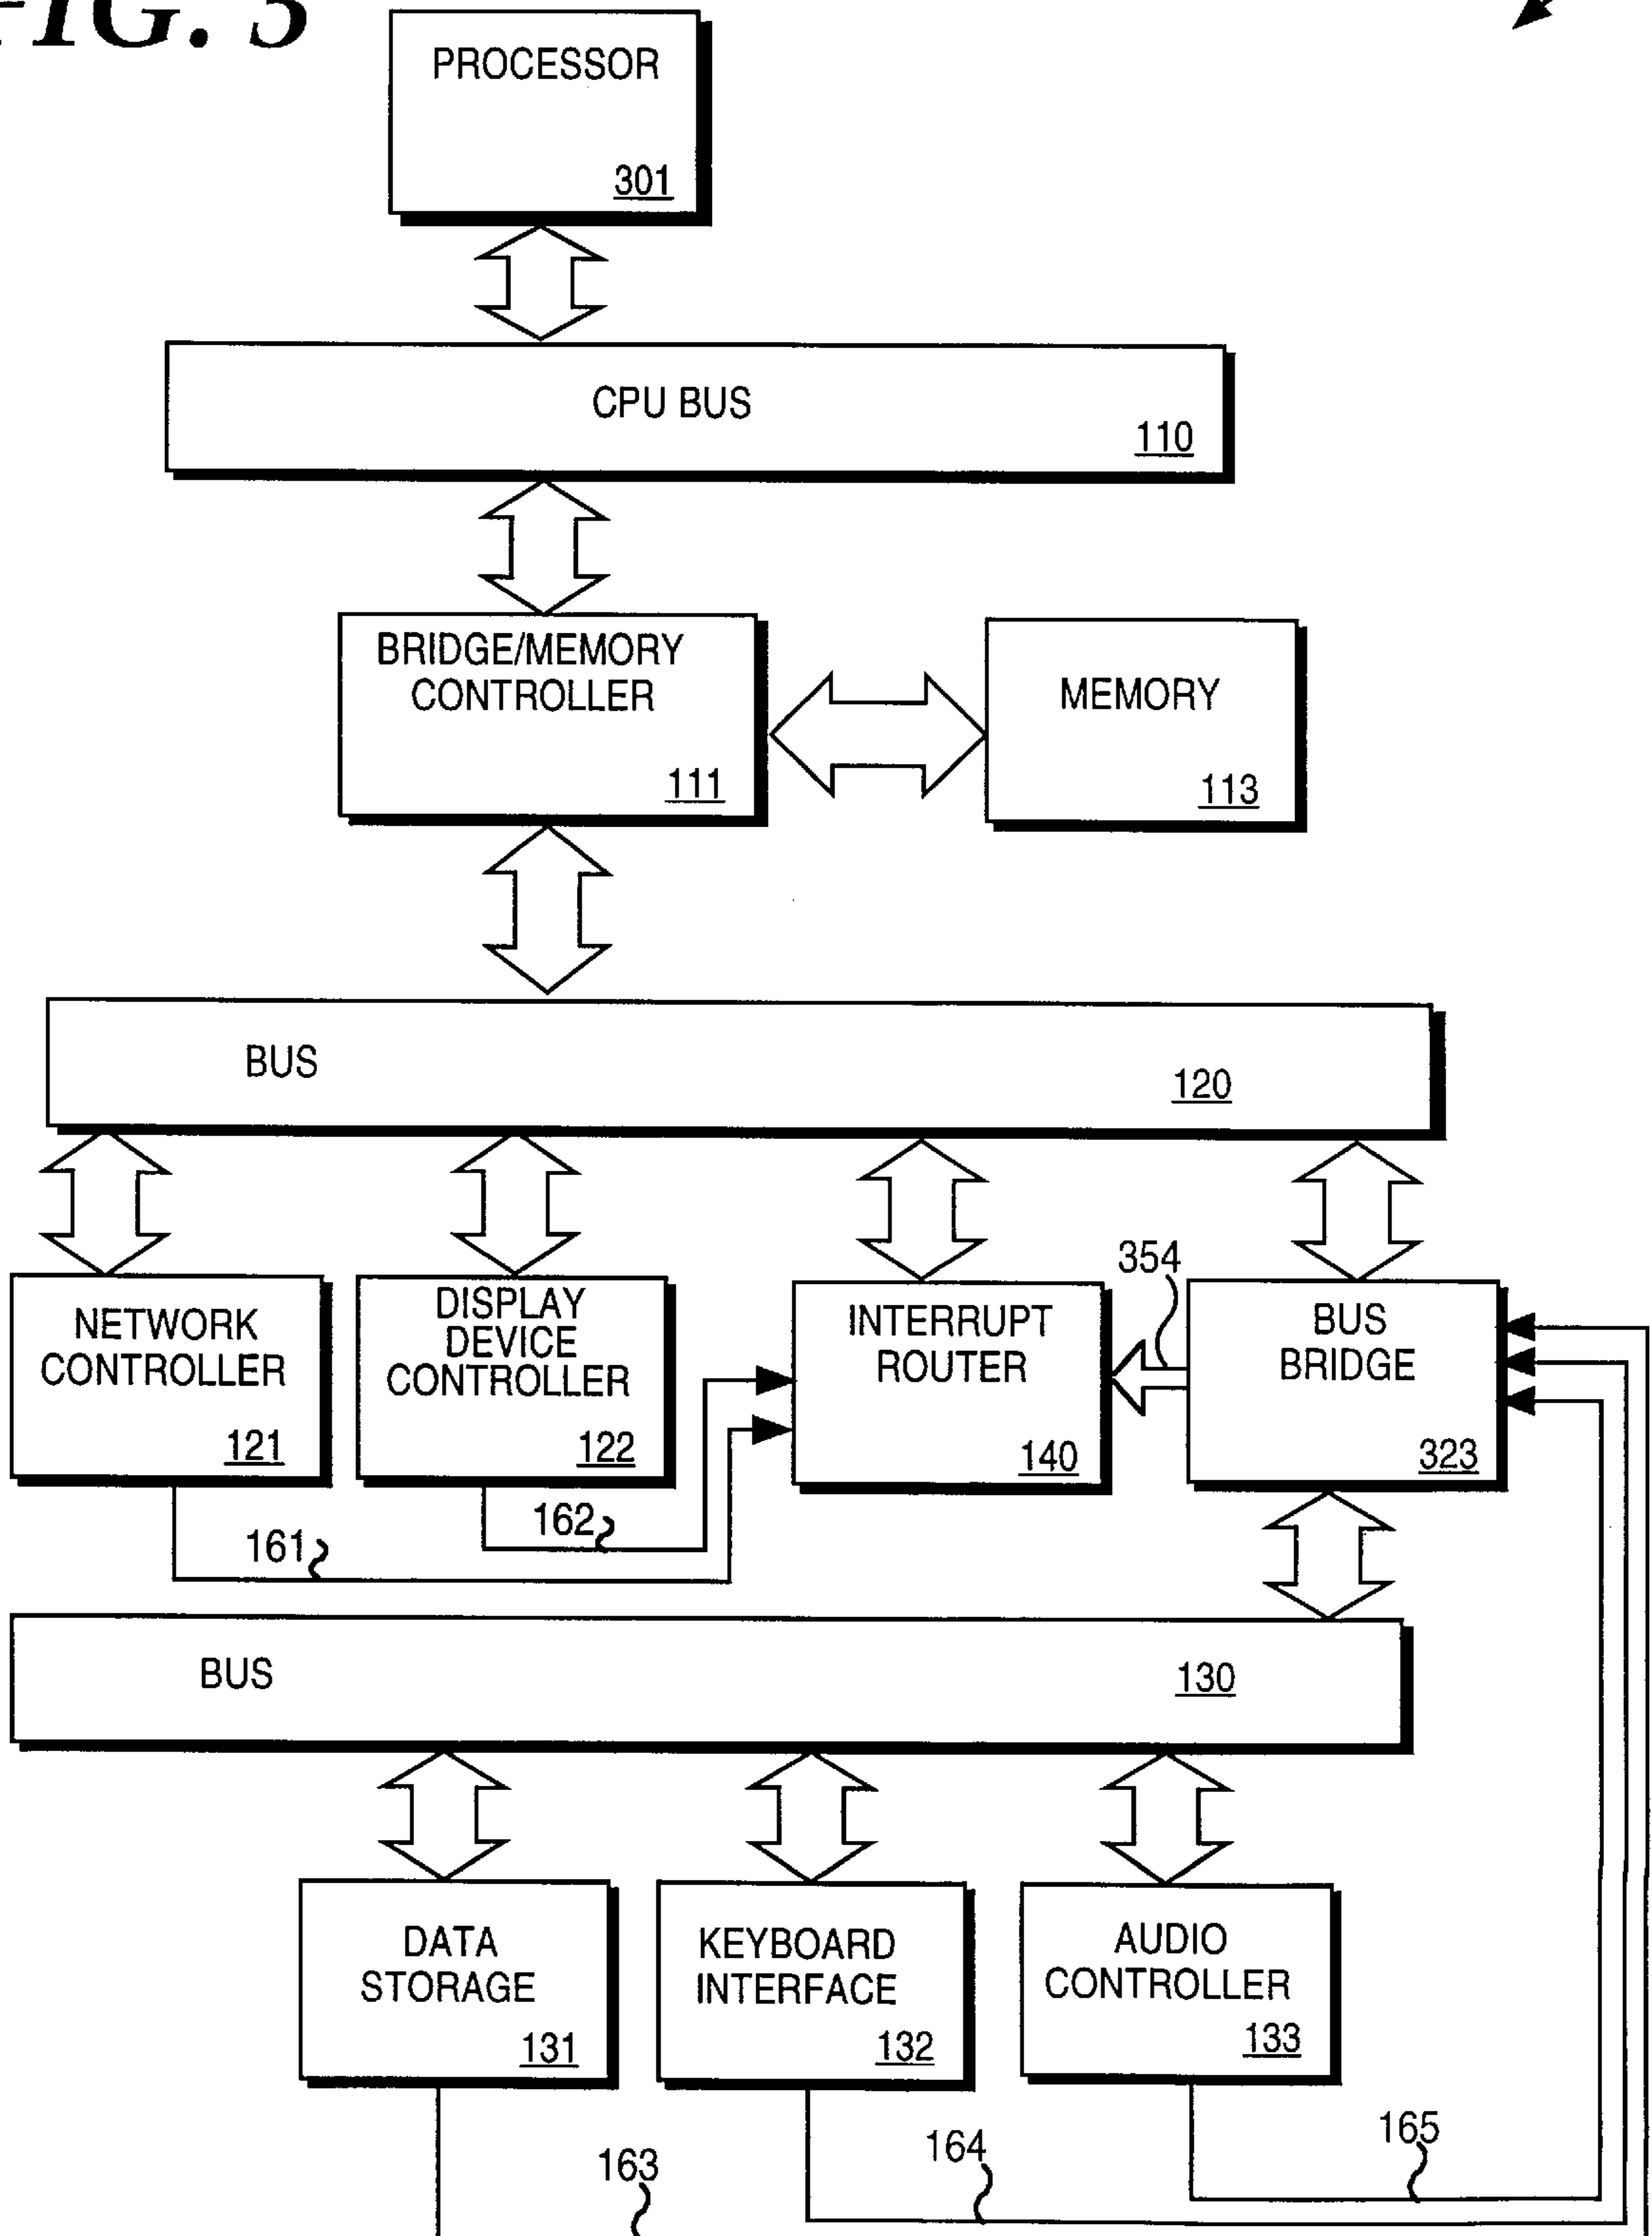 FIG. 3
PROCESSOR
301
CPU BUS
110
BRIDGE/MEMORY
CONTROLLER
111
MEMORY
113
BUS
120
354
NETWORK
CONTROLLER
121
DISPLAY
DEVICE
CONTROLLER
122
INTERRUPT
ROUTER
140
BUS
BRIDGE
323
161
162
BUS
130
DATA
STORAGE
131
KEYBOARD
INTERFACE
132
AUDIO
CONTROLLER
133
163
164
165